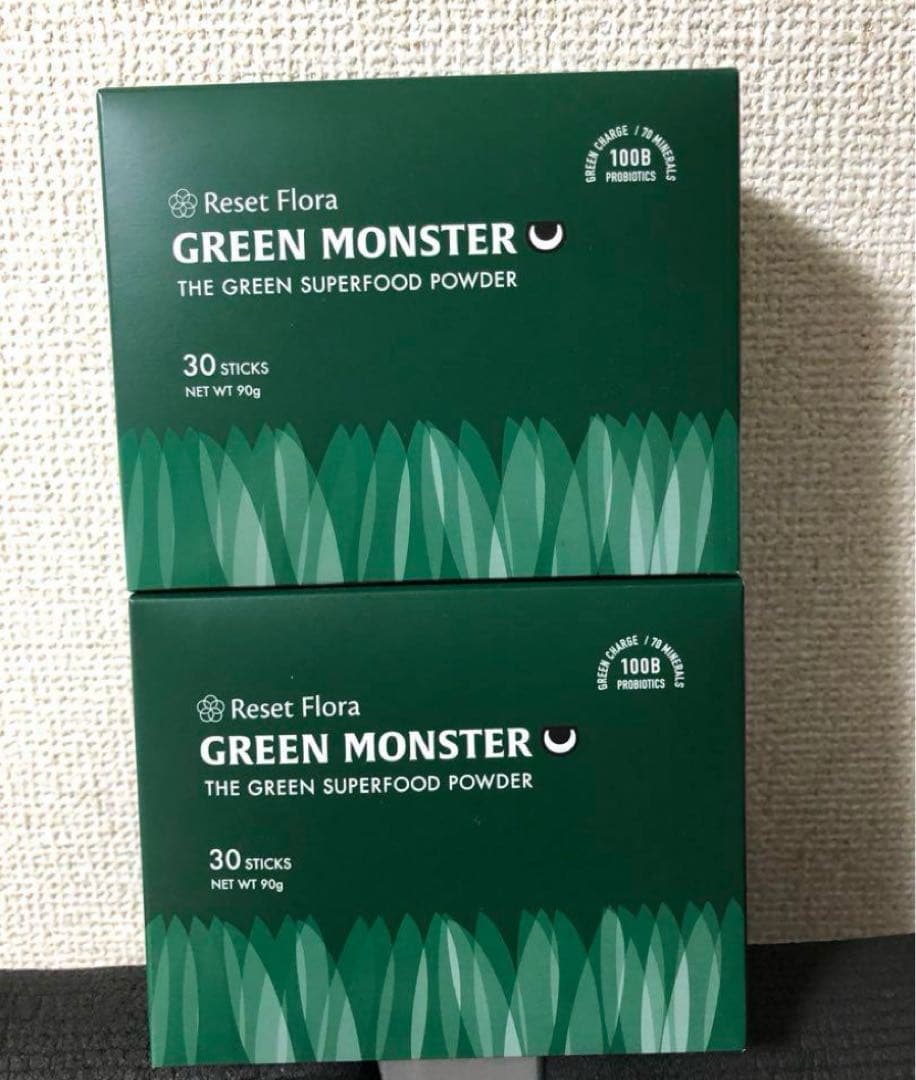 GREEN CHARGE / 70 MINERALS
100B
PROBIOTICS
Reset Flora
GREEN MONSTER
THE GREEN SUPERFOOD POWDER
30 STICKS
NET WT 90g
GREEN CHARGE / 70 MINERALS
100B
PROBIOTICS
Reset Flora
GREEN MONSTER
THE GREEN SUPERFOOD POWDER
30 STICKS
NET WT 90g